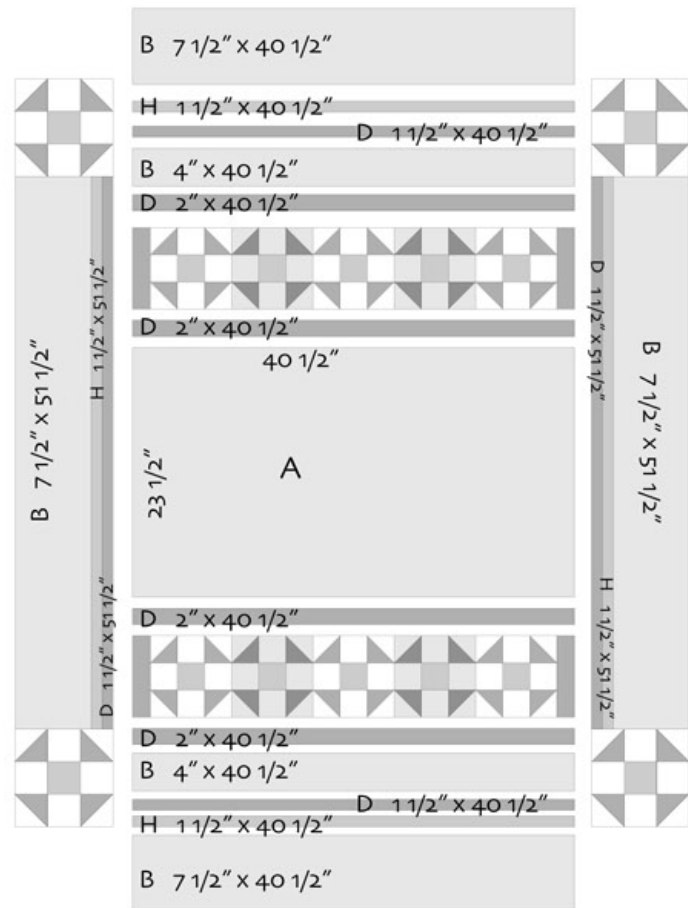 B 7 1/2" x 40 1/2"
H 1 1/2" x 40 1/2"
D 1 1/2" x 40 1/2"
B 4" x 40 1/2"
D 2" x 40 1/2"
D 2" x 40 1/2"
40 1/2"
23 1/2"
A
B 7 1/2" x 51 1/2"
H 1 1/2" x 51 1/2"
D 1 1/2" x 51 1/2"
D 1 1/2" x 51 1/2"
H 1 1/2" x 51 1/2"
B 7 1/2" x 51 1/2"
D 2" x 40 1/2"
D 2" x 40 1/2"
B 4" x 40 1/2"
D 1 1/2" x 40 1/2"
H 1 1/2" x 40 1/2"
B 7 1/2" x 40 1/2"